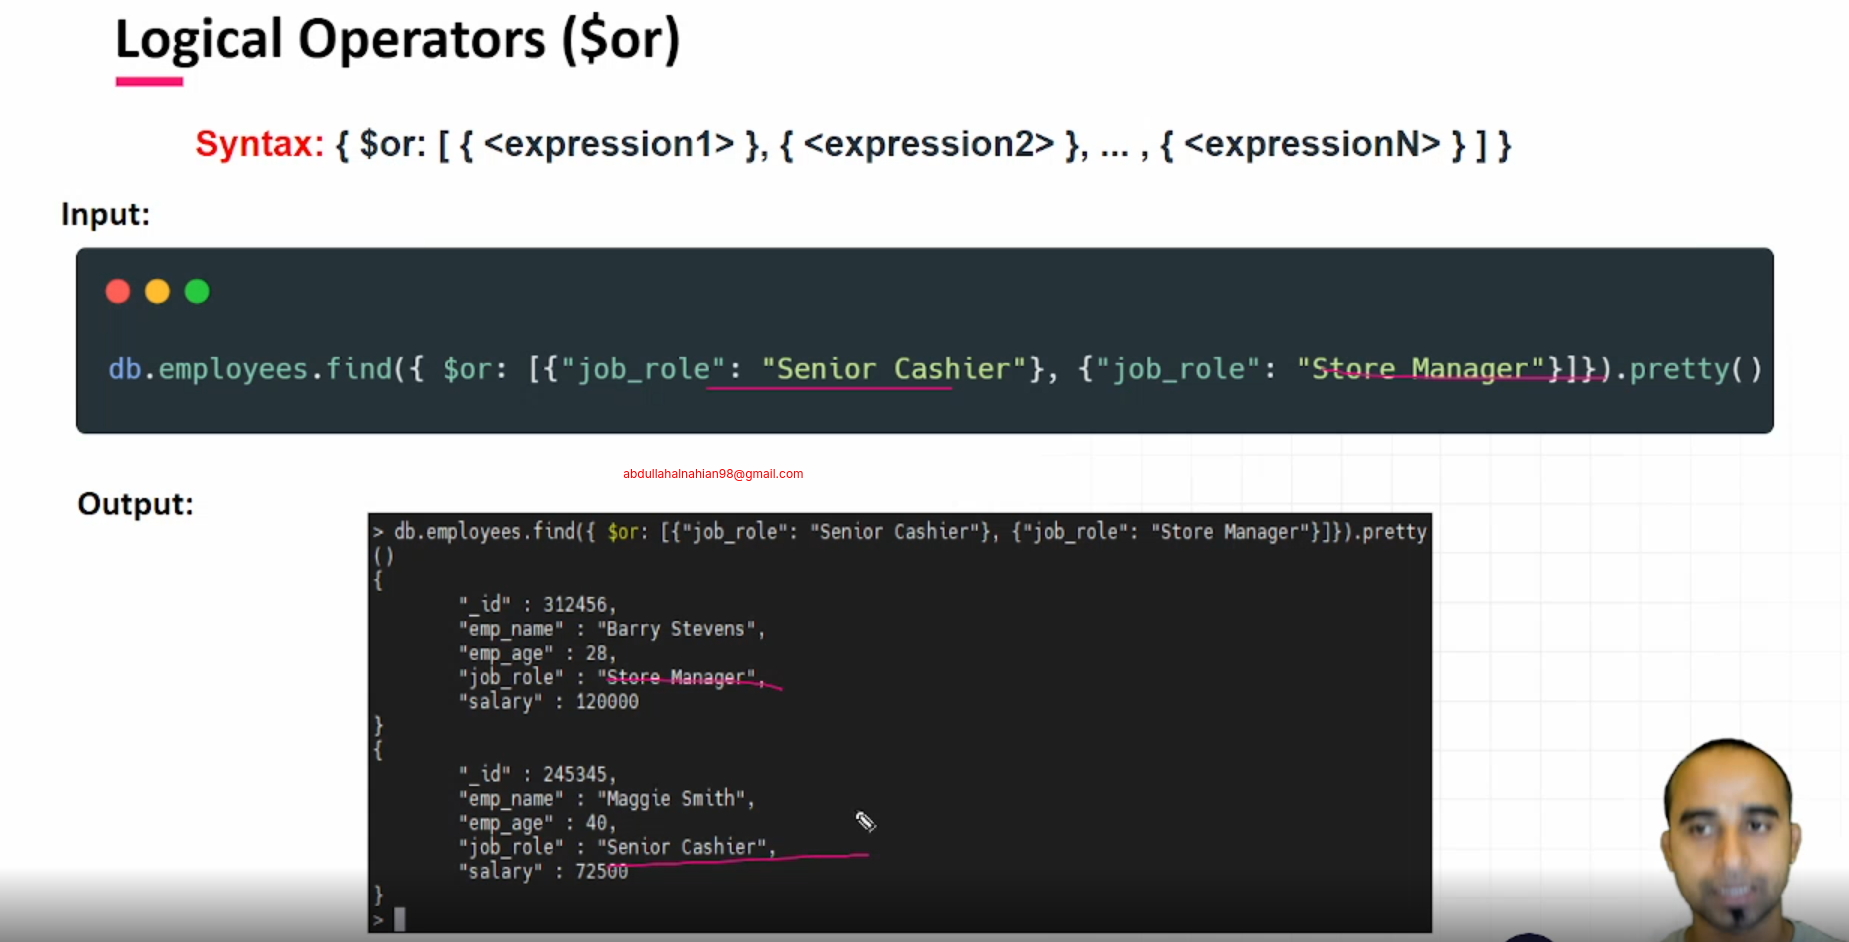 Logical Operators ($or)
Syntax: { $or: [ { <expression1> }, { <expression2> }, ... , { <expressionN> } ] }
Input:
db.employees.find({ $or: [{"job_role": "Senior Cashier"}, {"job_role": "Store Manager"}]}).pretty()
abdullahalnahian98@gmail.com
Output:
> db.employees.find({ $or: [{"job_role": "Senior Cashier"}, {"job_role": "Store Manager"}]}).pretty
()
{
"_id" : 312456,
"emp_name" : "Barry Stevens",
"emp_age" : 28,
"job_role" : "Store Manager",
"salary" : 120000
}
{
"_id" : 245345,
"emp_name" : "Maggie Smith",
"emp_age" : 40,
"job_role" : "Senior Cashier",
"salary" : 72500
}
>